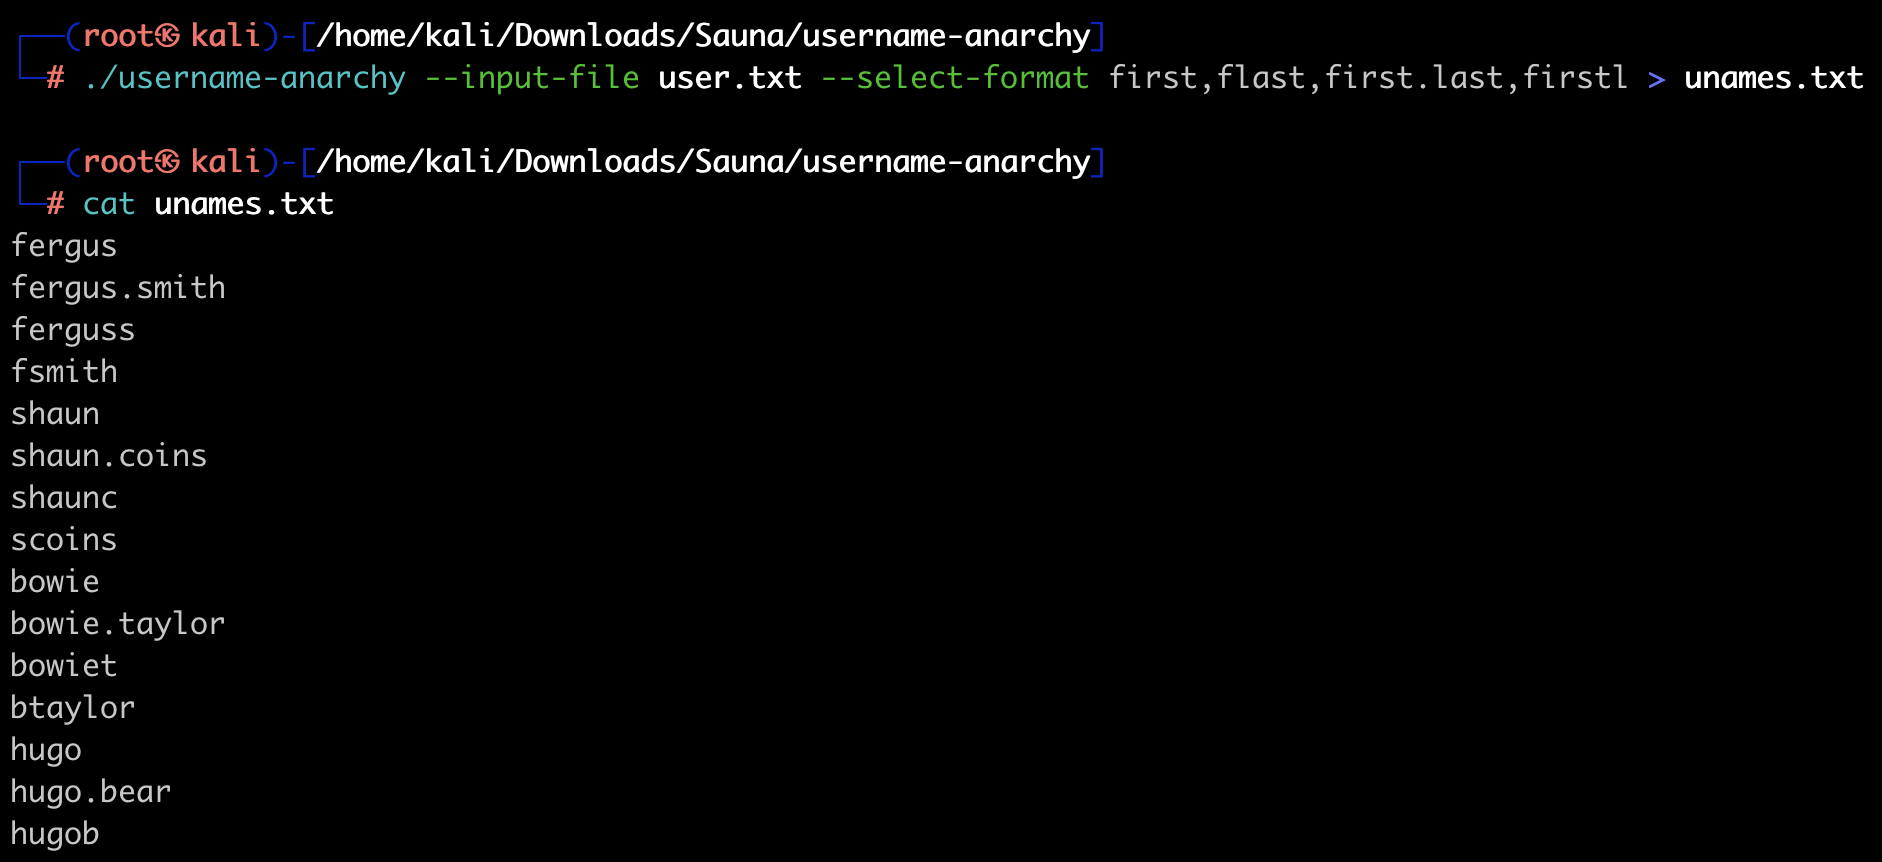 ┌──(root㉿kali)-[/home/kali/Downloads/Sauna/username-anarchy]
└─# ./username-anarchy --input-file user.txt --select-format first,flast,first.last,firstl > unames.txt
┌──(root㉿kali)-[/home/kali/Downloads/Sauna/username-anarchy]
└─# cat unames.txt
fergus
fergus.smith
ferguss
fsmith
shaun
shaun.coins
shaunc
scoins
bowie
bowie.taylor
bowiet
btaylor
hugo
hugo.bear
hugob